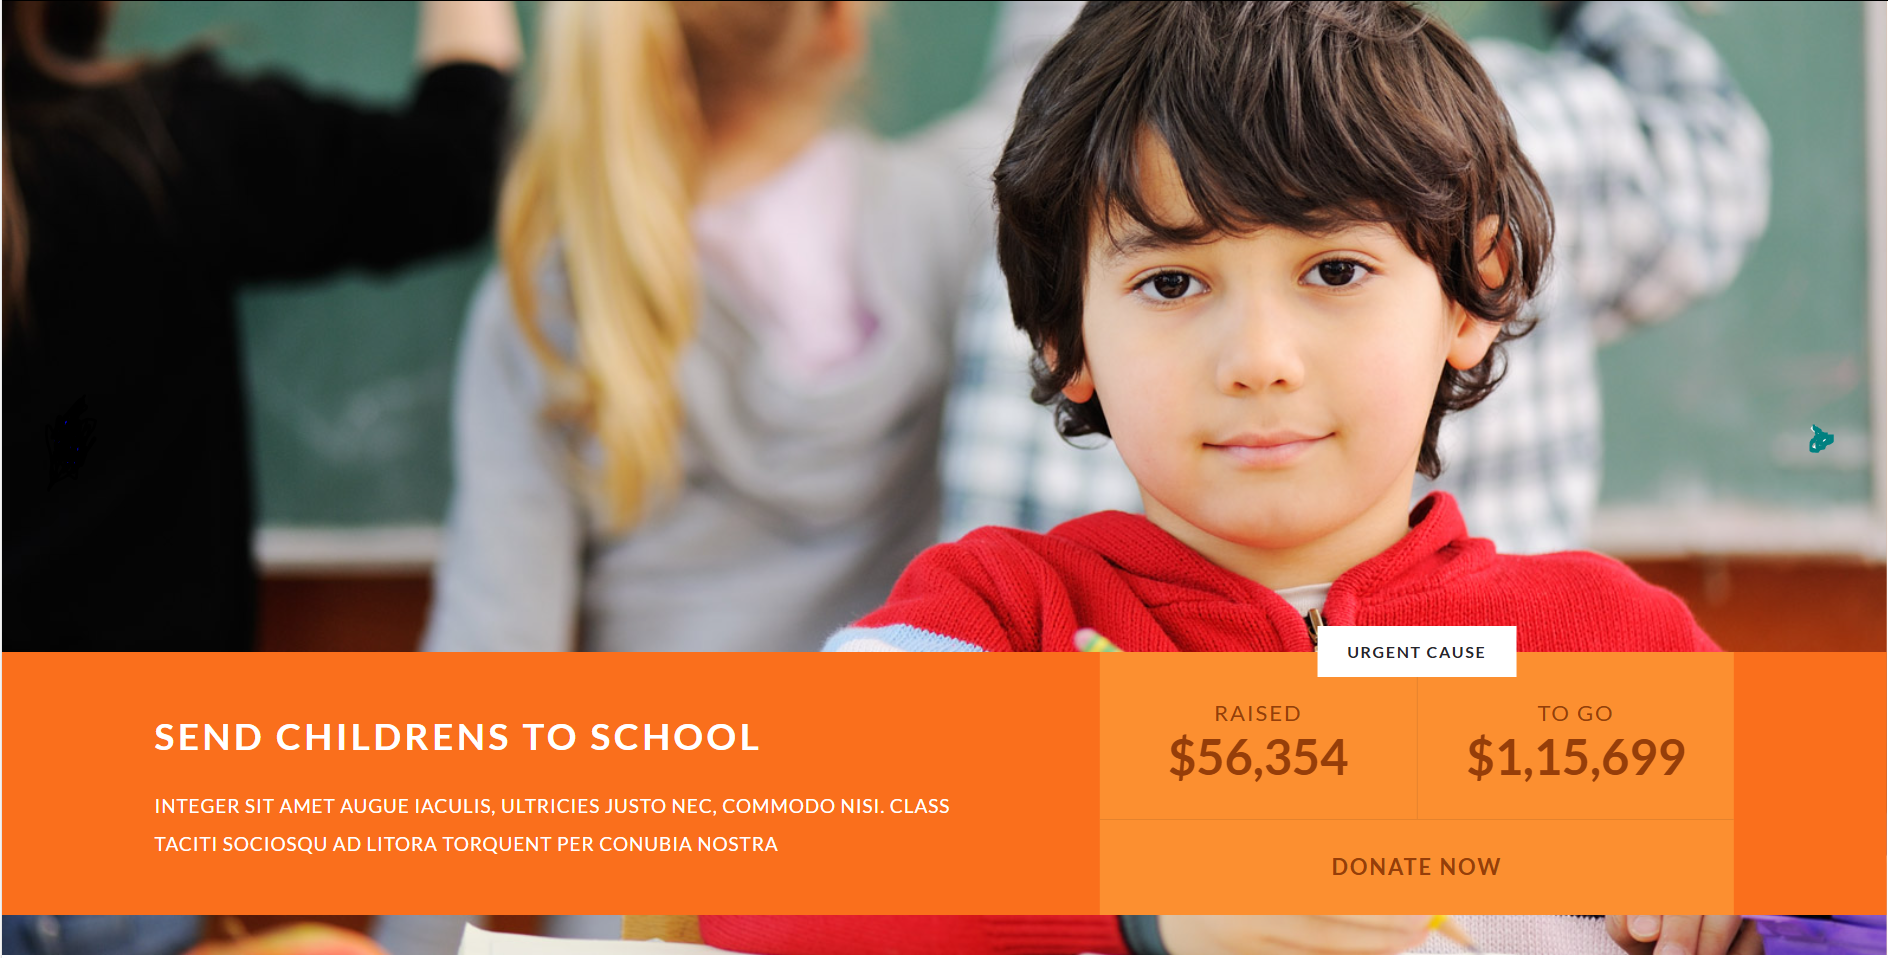 URGENT CAUSE
SEND CHILDRENS TO SCHOOL
INTEGER SIT AMET AUGUE IACULIS, ULTRICIES JUSTO NEC, COMMODO NISI. CLASS
TACITI SOCIOSQU AD LITORA TORQUENT PER CONUBIA NOSTRA
RAISED
$56,354
TO GO
$1,15,699
DONATE NOW